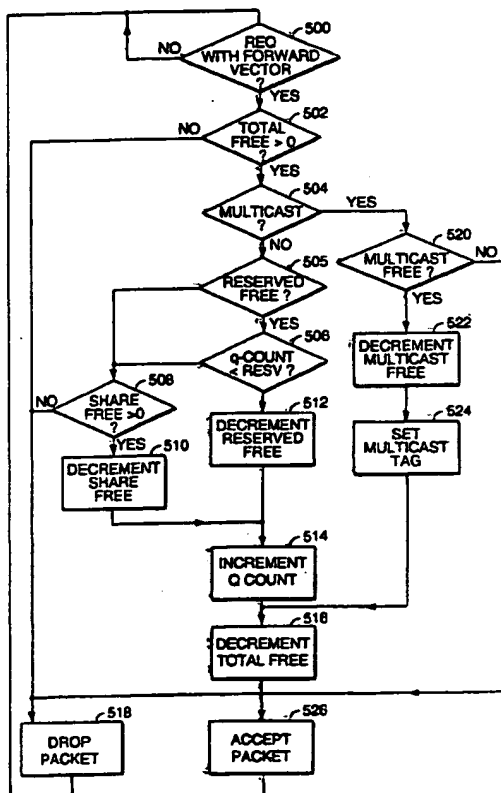 500
REQ
WITH FORWARD
VECTOR
?
NO
YES
502
TOTAL
FREE > 0
?
NO
YES
504
MULTICAST
?
YES
NO
520
MULTICAST
FREE ?
NO
YES
505
RESERVED
FREE ?
YES
506
q-COUNT
< RESV ?
508
SHARE
FREE >0
?
NO
YES
522
DECREMENT
MULTICAST
FREE
512
DECREMENT
RESERVED
FREE
524
SET
MULTICAST
TAG
510
DECREMENT
SHARE
FREE
514
INCREMENT
Q COUNT
516
DECREMENT
TOTAL FREE
518
DROP
PACKET
526
ACCEPT
PACKET